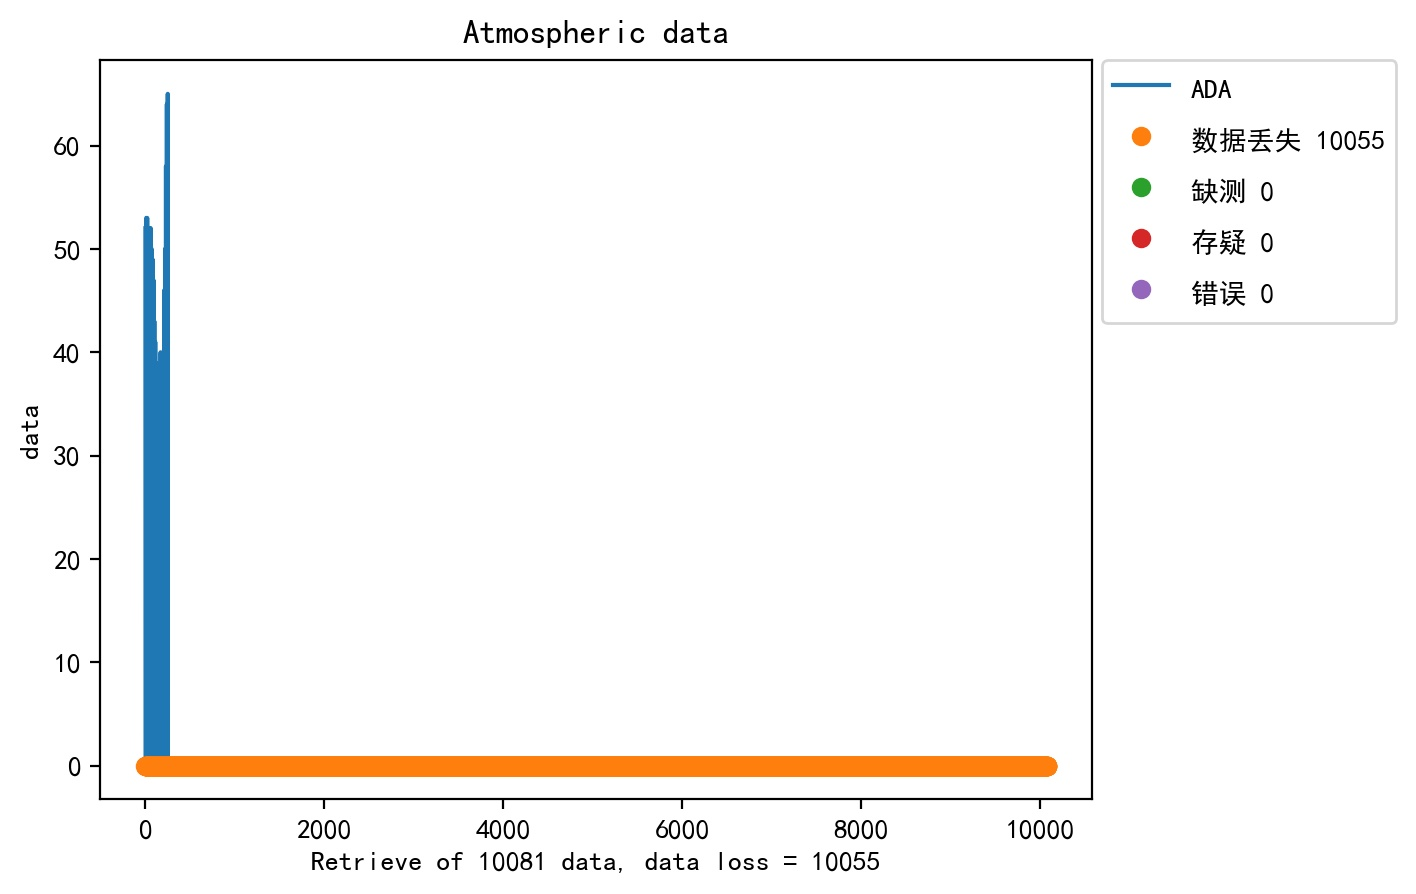 Atmospheric data
ADA
数据丢失 10055
缺测 0
存疑 0
错误 0
60
50
40
30
20
10
0
data
0 2000 4000 6000 8000 10000
Retrieve of 10081 data, data loss = 10055